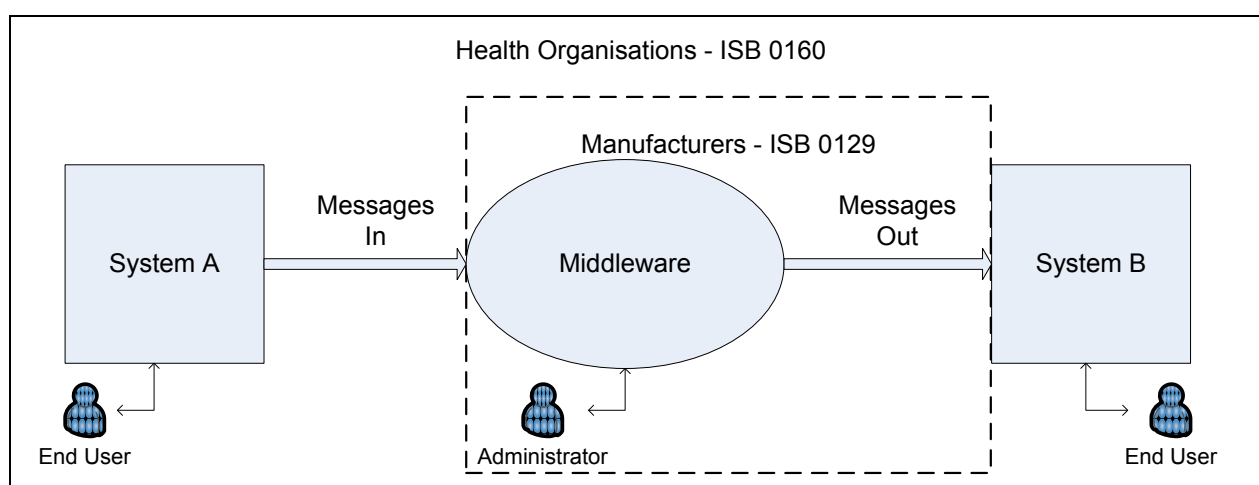 Health Organisations - ISB 0160
Manufacturers - ISB 0129
Messages
In
Messages
Out
System A
Middleware
System B
End User
Administrator
End User